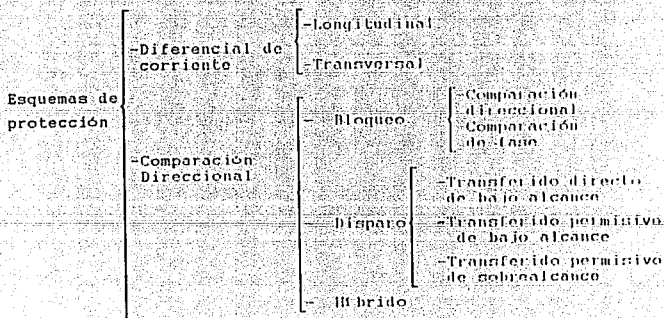 -Longitudinal
-Diferencial de
corriente
-Transversal
Esquemas de
protección
-Comparación
direccional
- Bloqueo
-Comparación
de fase
-Comparación
Direccional
-Transferido directo
de bajo alcance
- Disparo
-Transferido permisivo
de bajo alcance
-Transferido permisivo
de sobrealcance
- Híbrido